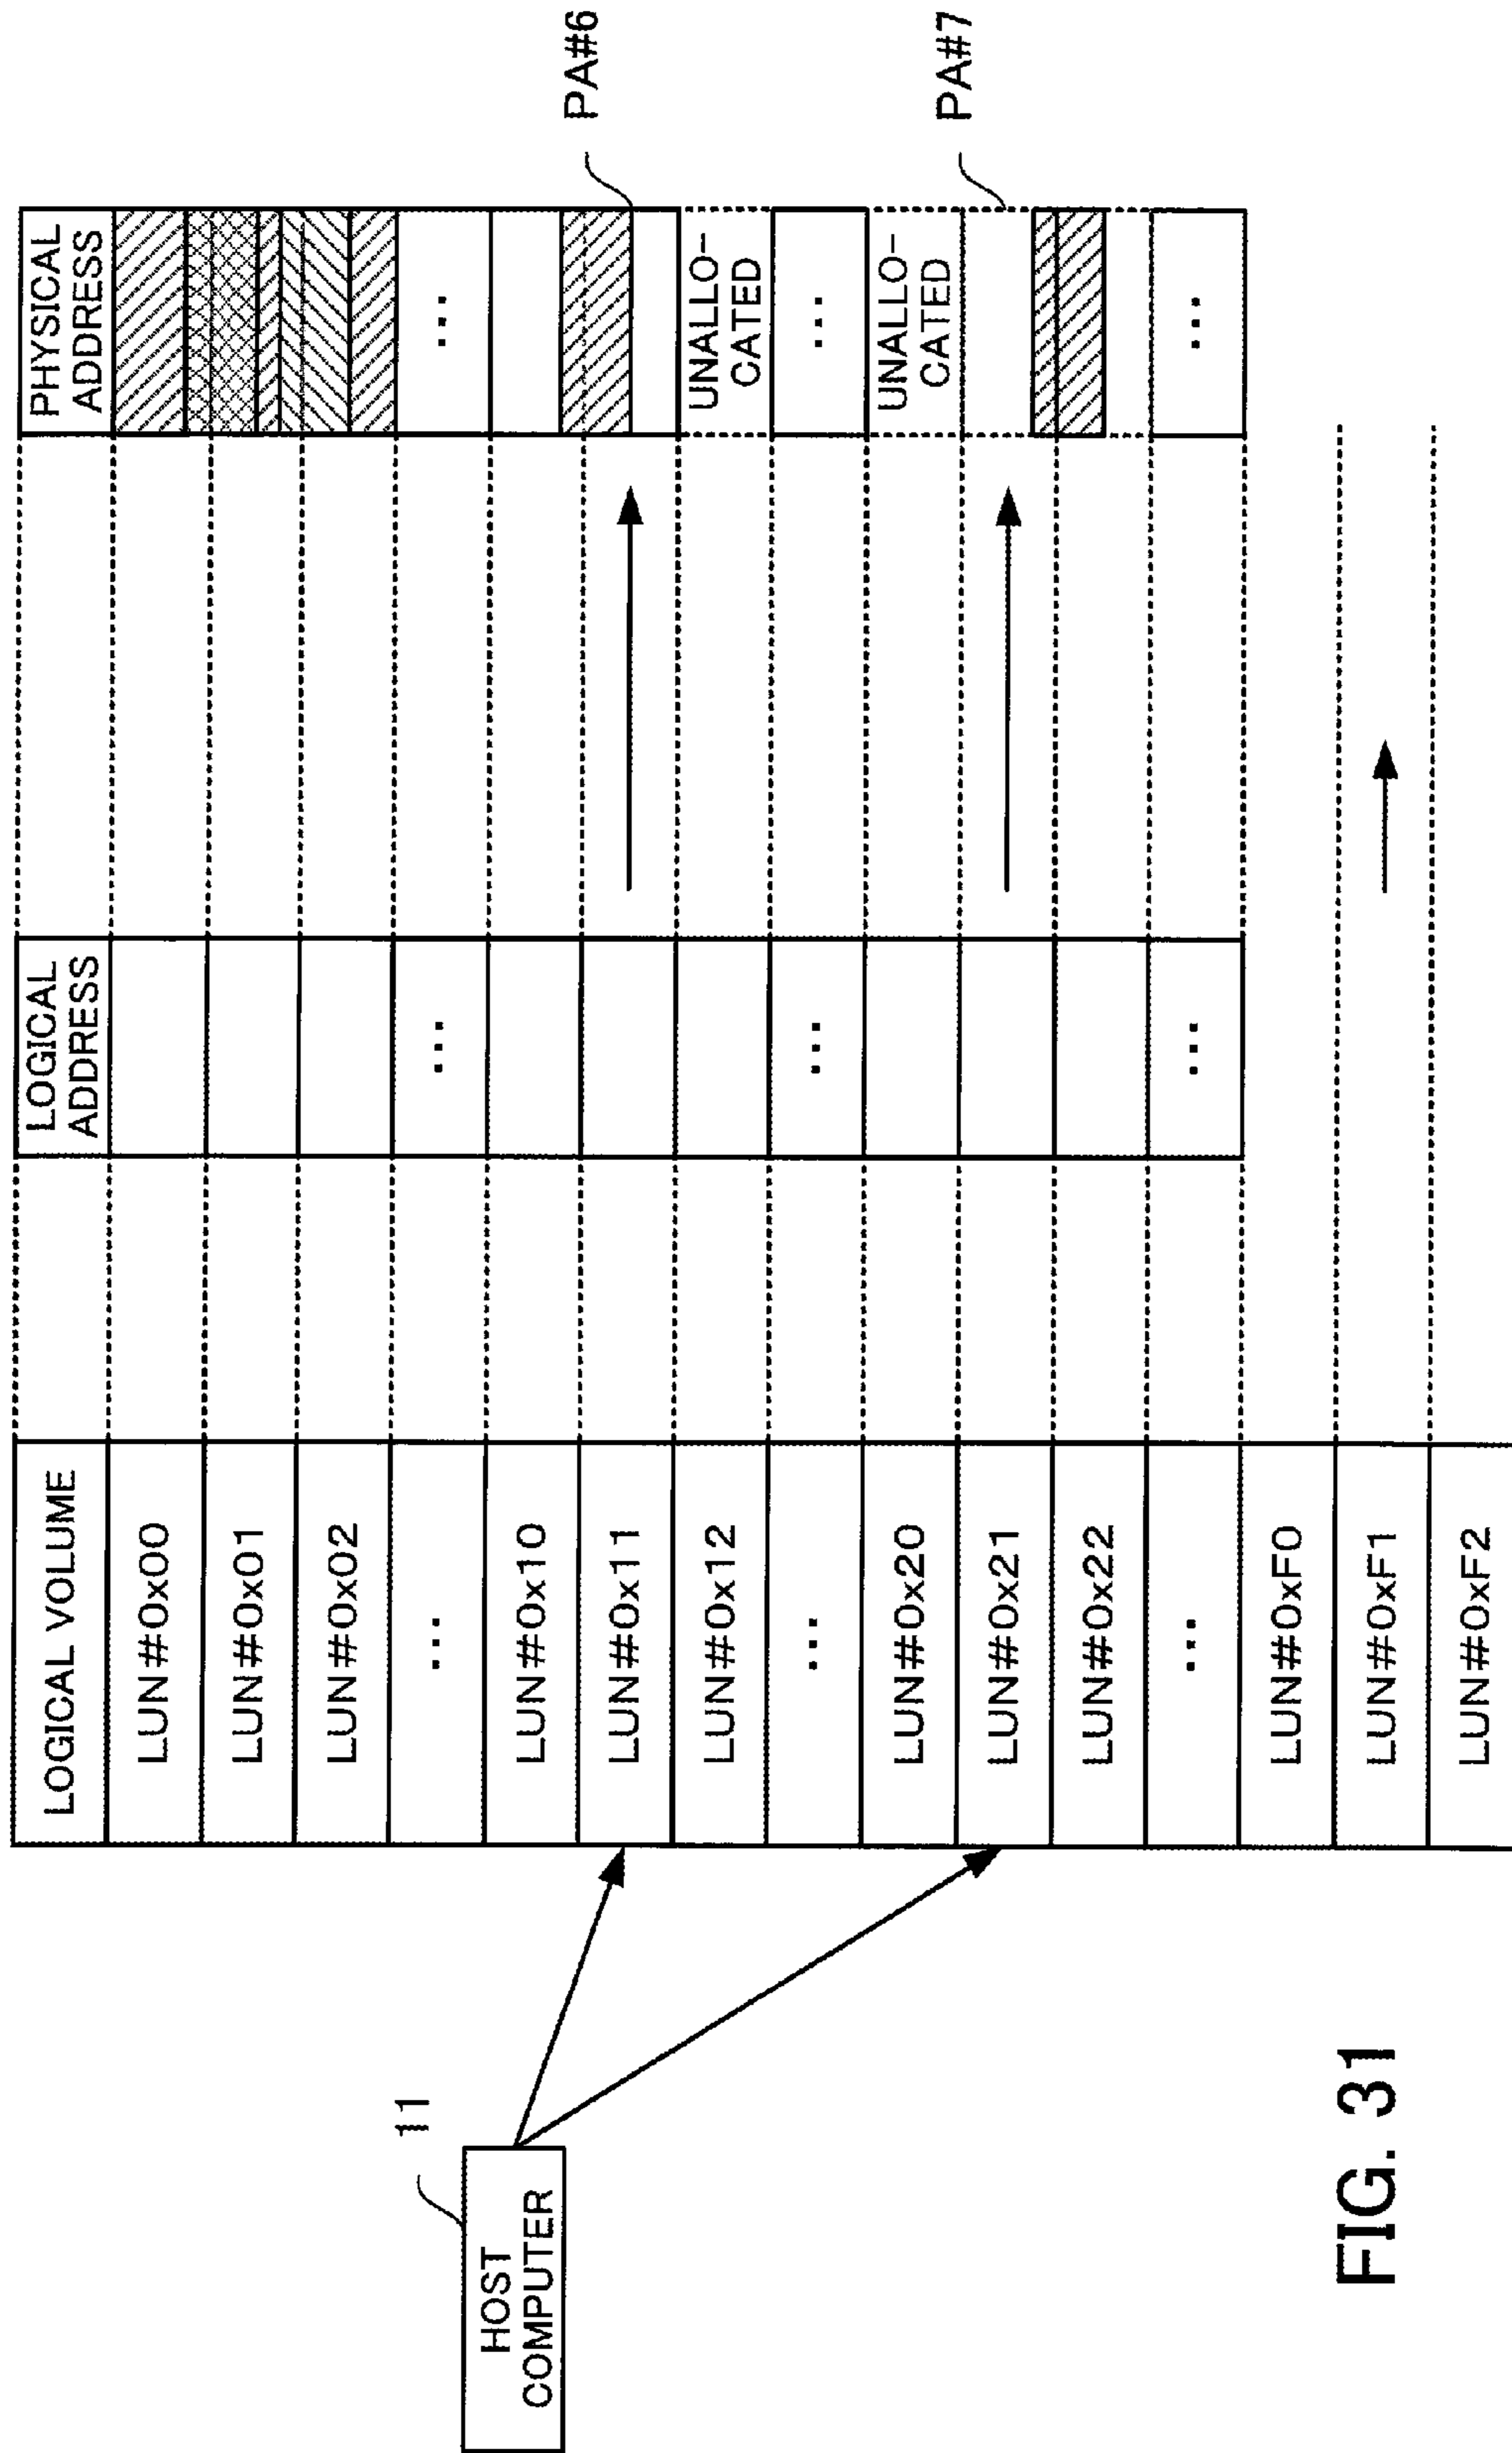 LOGICAL VOLUME
LUN#0x00
LUN#0x01
LUN#0x02
...
LUN#0x10
LUN#0x11
LUN#0x12
...
LUN#0x20
LUN#0x21
LUN#0x22
...
LUN#0xF0
LUN#0xF1
LUN#0xF2
LOGICAL
ADDRESS
...
...
...
PHYSICAL
ADDRESS
...
UNALLO-
CATED
...
UNALLO-
CATED
...
PA#6
PA#7
11
HOST
COMPUTER
FIG. 31